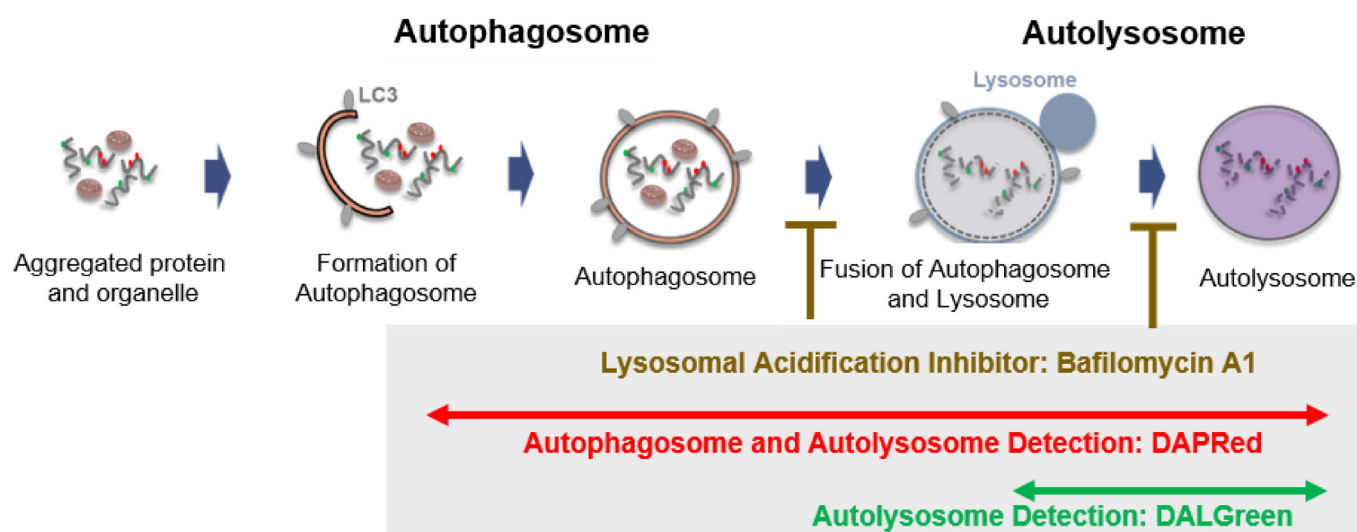 Autophagosome
Autolysosome
LC3
Lysosome
Aggregated protein
and organelle
Formation of
Autophagosome
Autophagosome
Fusion of Autophagosome
and Lysosome
Autolysosome
Lysosomal Acidification Inhibitor: Bafilomycin A1
Autophagosome and Autolysosome Detection: DAPRed
Autolysosome Detection: DALGreen